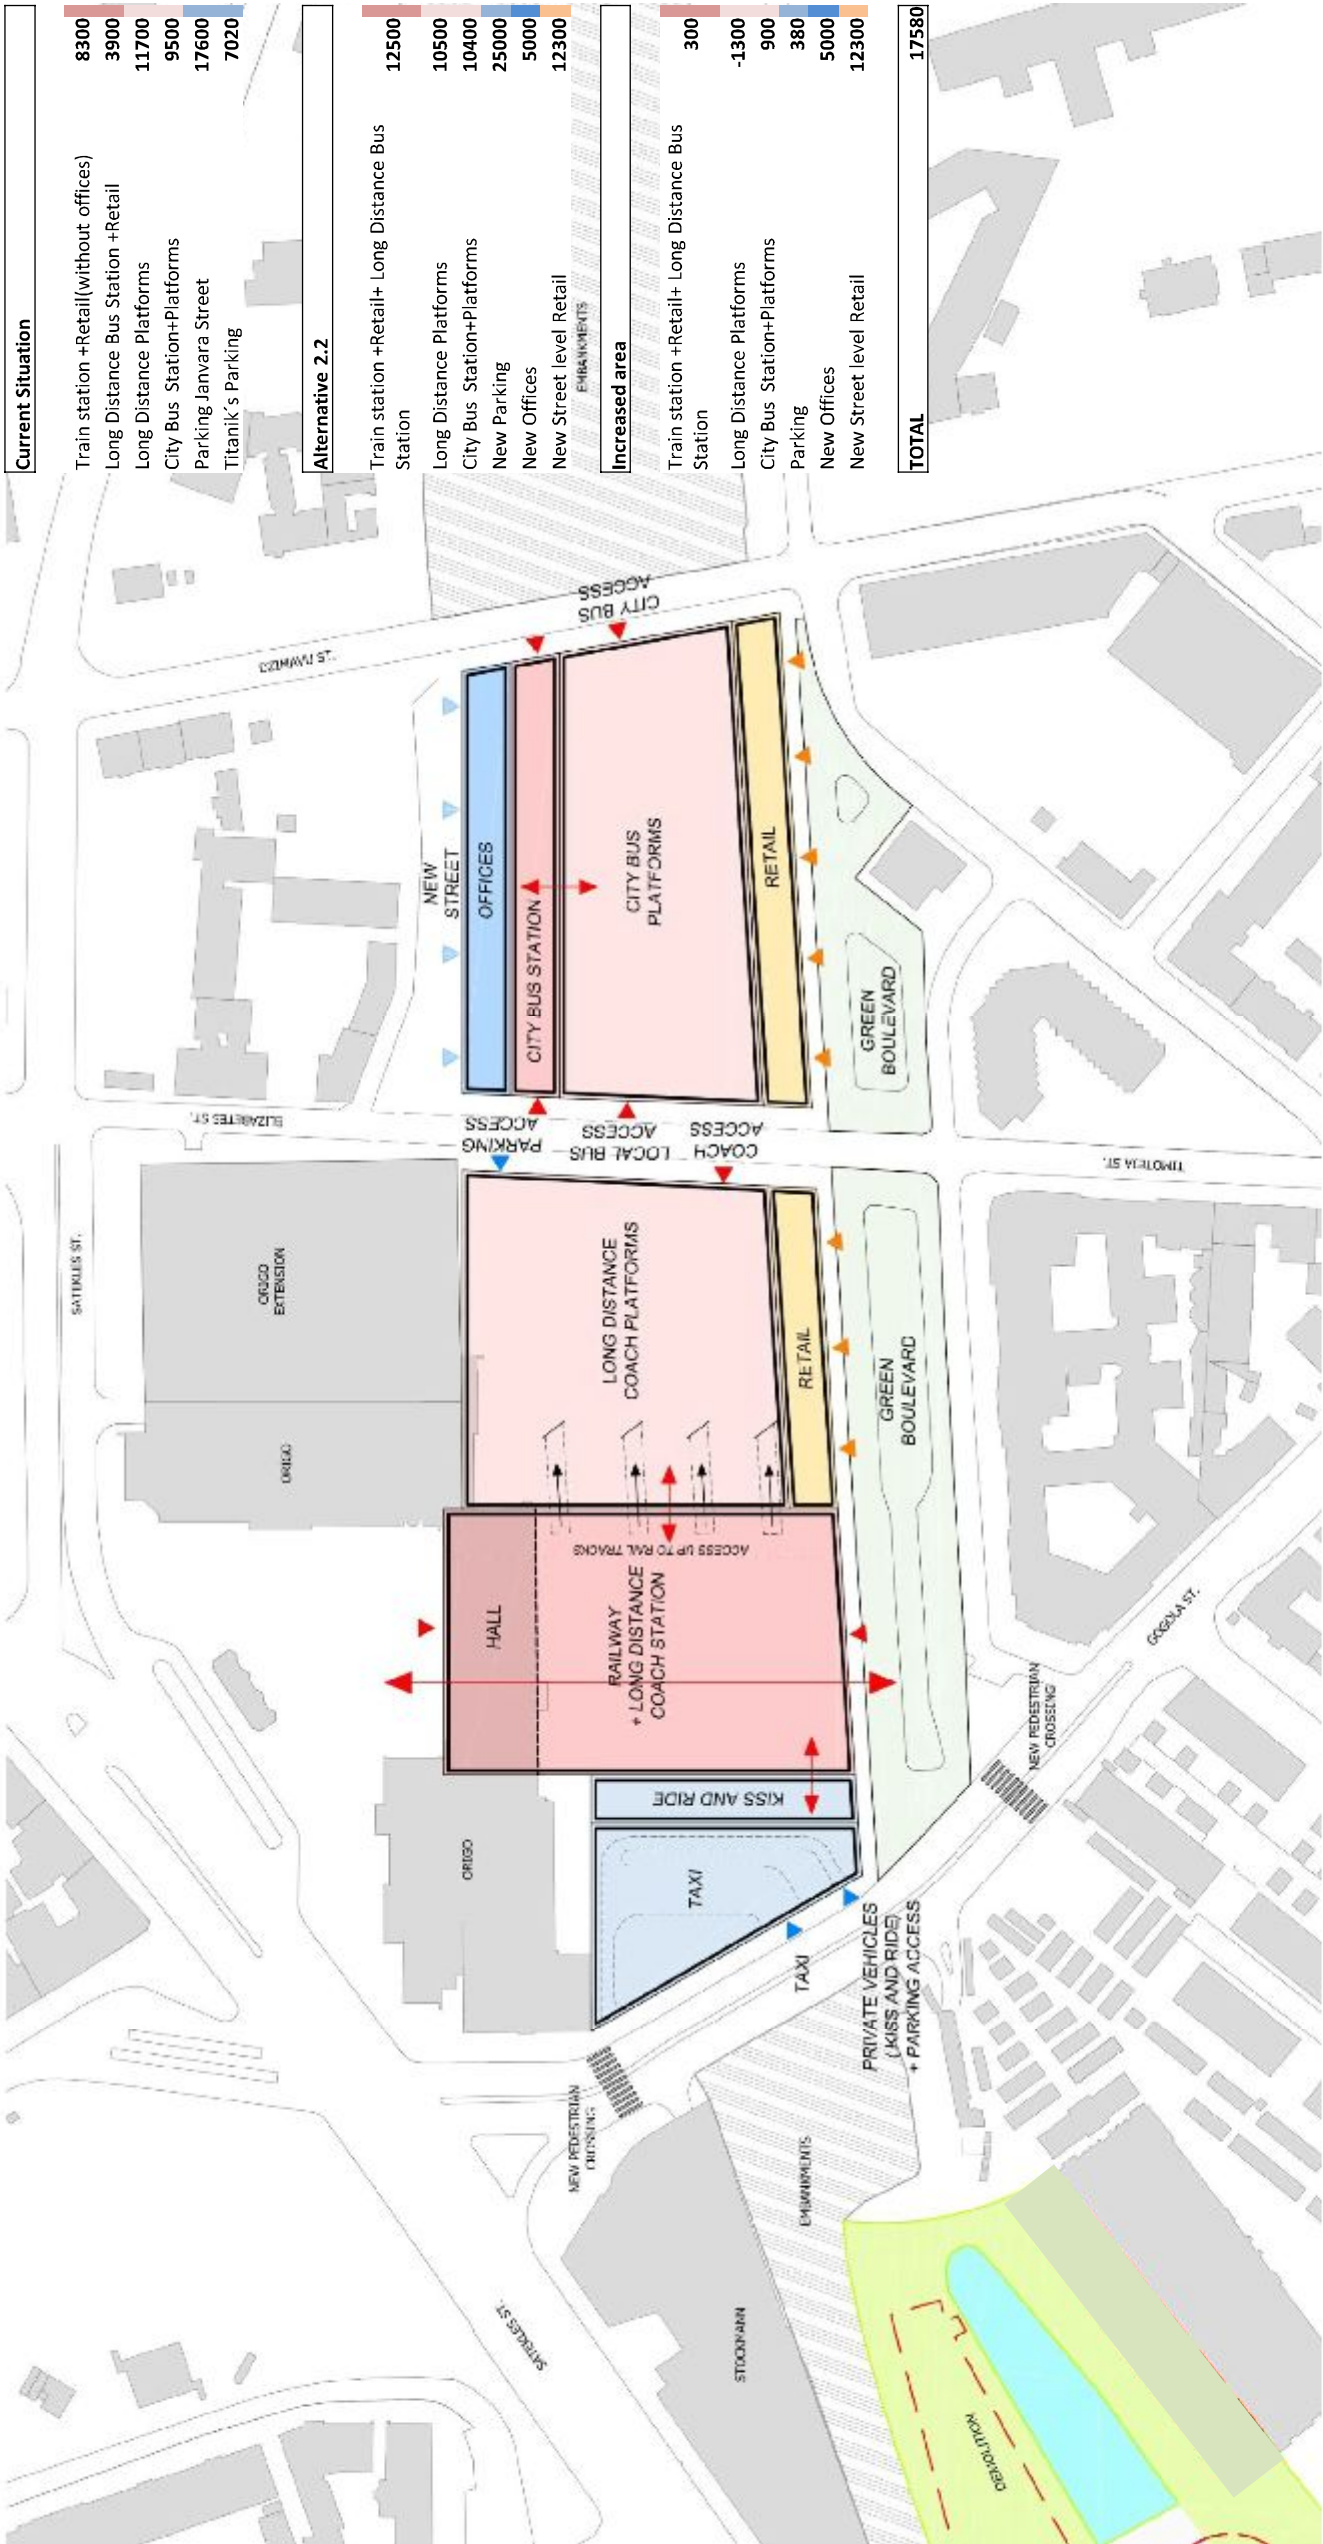 Current Situation
Train station +Retail(without offices) 8300
Long Distance Bus Station +Retail 3900
Long Distance Platforms 11700
City Bus Station+Platforms 9500
Parking Janvara Street 17600
Titanik´s Parking 7020
Alternative 2.2
Train station +Retail+ Long Distance Bus
Station 12500
Long Distance Platforms 10500
City Bus Station+Platforms 10400
New Parking 25000
New Offices 5000
New Street level Retail 12300
Increased area
Train station +Retail+ Long Distance Bus
Station 300
Long Distance Platforms -1300
City Bus Station+Platforms 900
Parking 380
New Offices 5000
New Street level Retail 12300
TOTAL 17580
EMBANKMENTS
CITY BUS
ACCESS
DZIRNAVU ST.
NEW
STREET
OFFICES
CITY BUS STATION
CITY BUS
PLATFORMS
RETAIL
GREEN
BOULEVARD
ELIZABETES ST.
PARKING
ACCESS
LOCAL BUS
ACCESS
COACH
ACCESS
TIMOTEJA ST.
SATEKLES ST.
ORIGO
EXTENSION
ORIGO
LONG DISTANCE
COACH PLATFORMS
RETAIL
GREEN
BOULEVARD
ACCESS UP TO RAIL TRACKS
HALL
RAILWAY
+ LONG DISTANCE
COACH STATION
GOGOLA ST.
NEW PEDESTRIAN
CROSSING
KISS AND RIDE
ORIGO
TAXI
TAXI
PRIVATE VEHICLES
(KISS AND RIDE)
+ PARKING ACCESS
NEW PEDESTRIAN
CROSSING
EMBANKMENTS
SATEKLES ST.
STOCKMANN
DEMOLITION